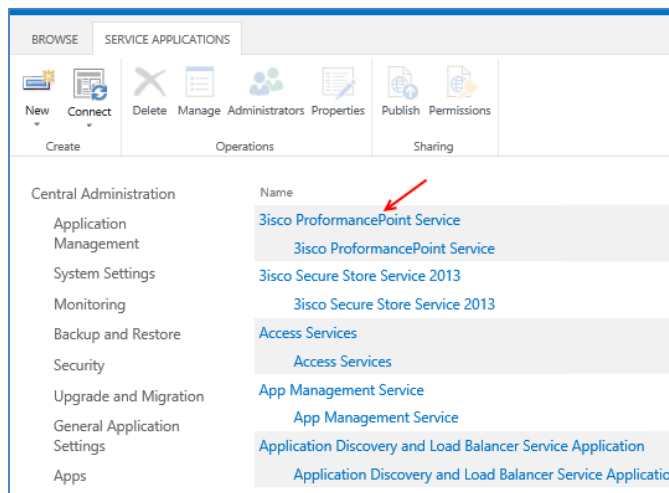 BROWSE SERVICE APPLICATIONS
New Connect Delete Manage Administrators Properties Publish Permissions
Create Operations Sharing
Central Administration
Application
Management
System Settings
Monitoring
Backup and Restore
Security
Upgrade and Migration
General Application
Settings
Apps
Name
3isco ProformancePoint Service
3isco ProformancePoint Service
3isco Secure Store Service 2013
3isco Secure Store Service 2013
Access Services
Access Services
App Management Service
App Management Service
Application Discovery and Load Balancer Service Application
Application Discovery and Load Balancer Service Applicatio